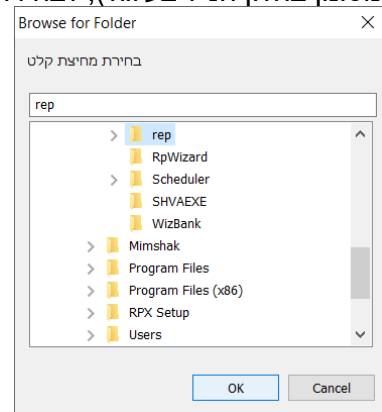 Browse for Folder
בחירת מחיצת קלט
rep
rep
RpWizard
Scheduler
SHVAEXE
WizBank
Mimshak
Program Files
Program Files (x86)
RPX Setup
Users
OK Cancel